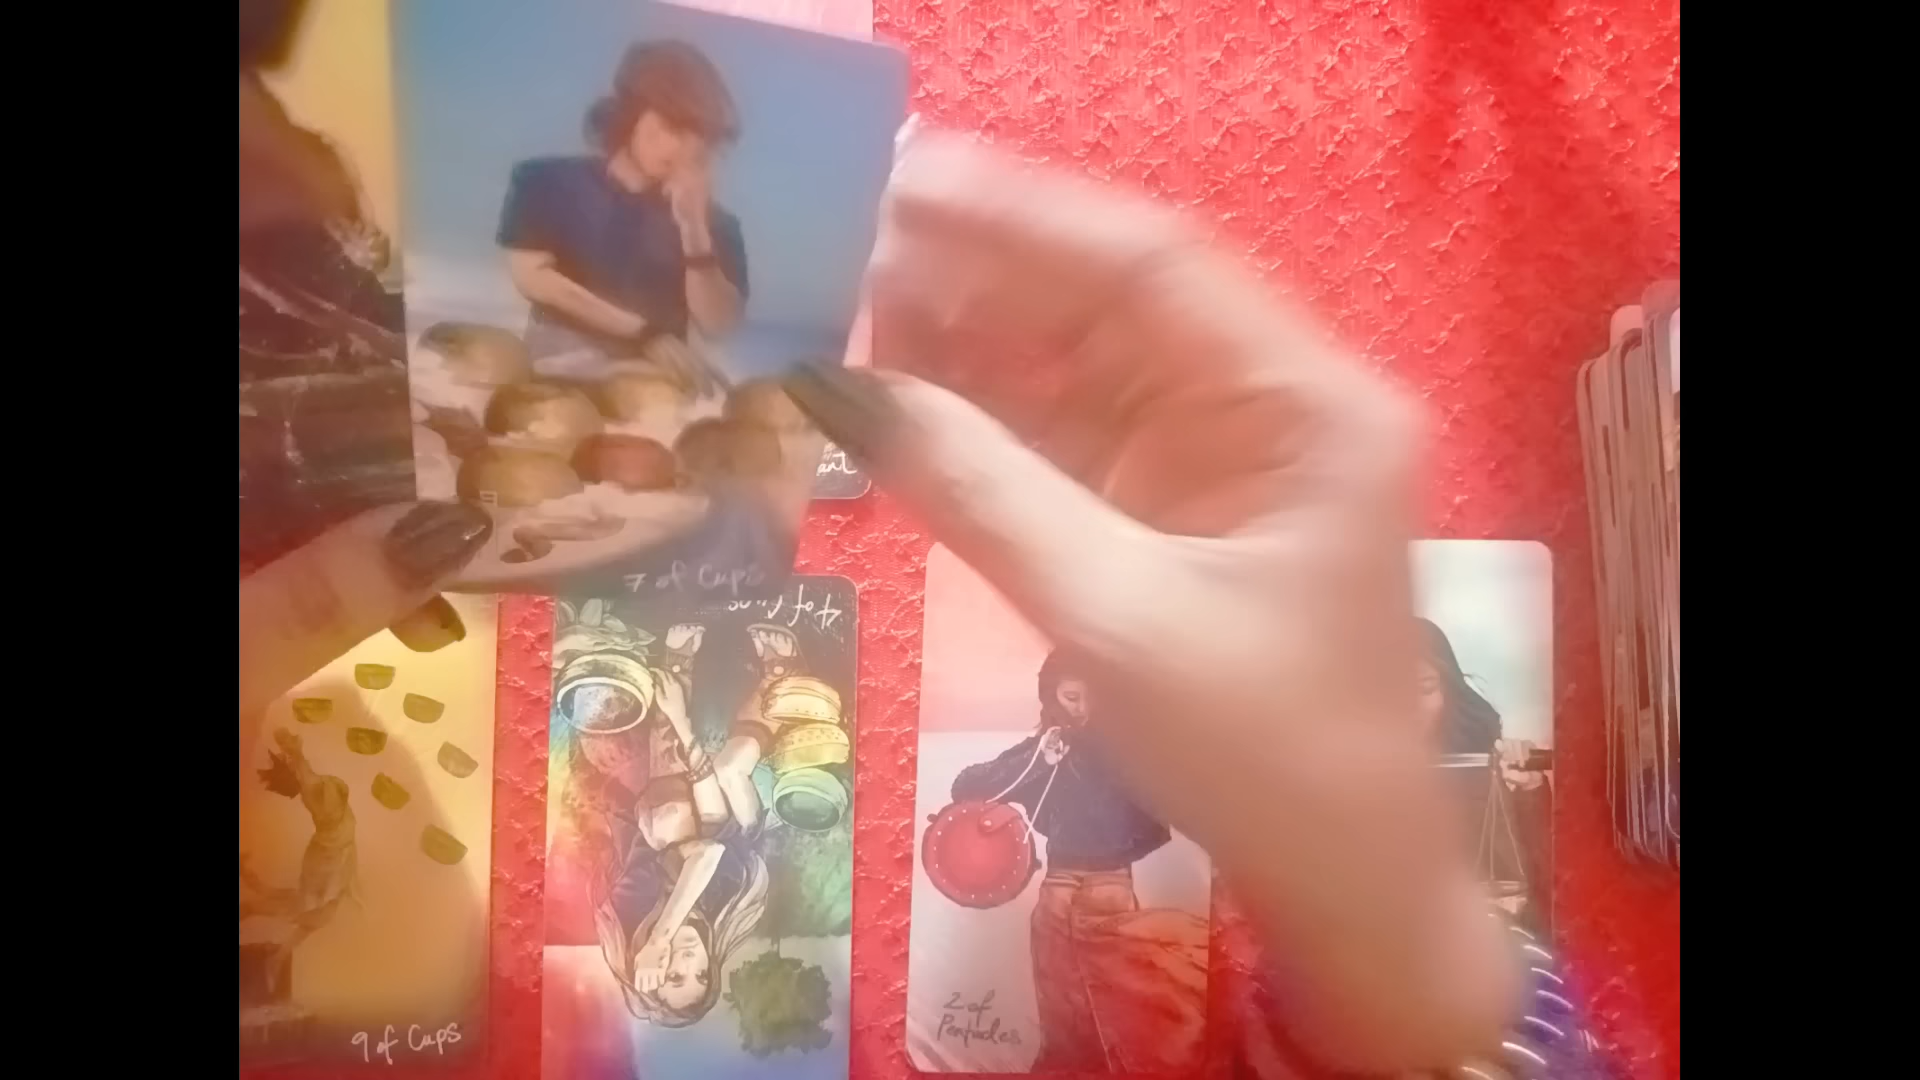 7 of Cups
4 of Cups
2 of
Pentacles
9 of Cups